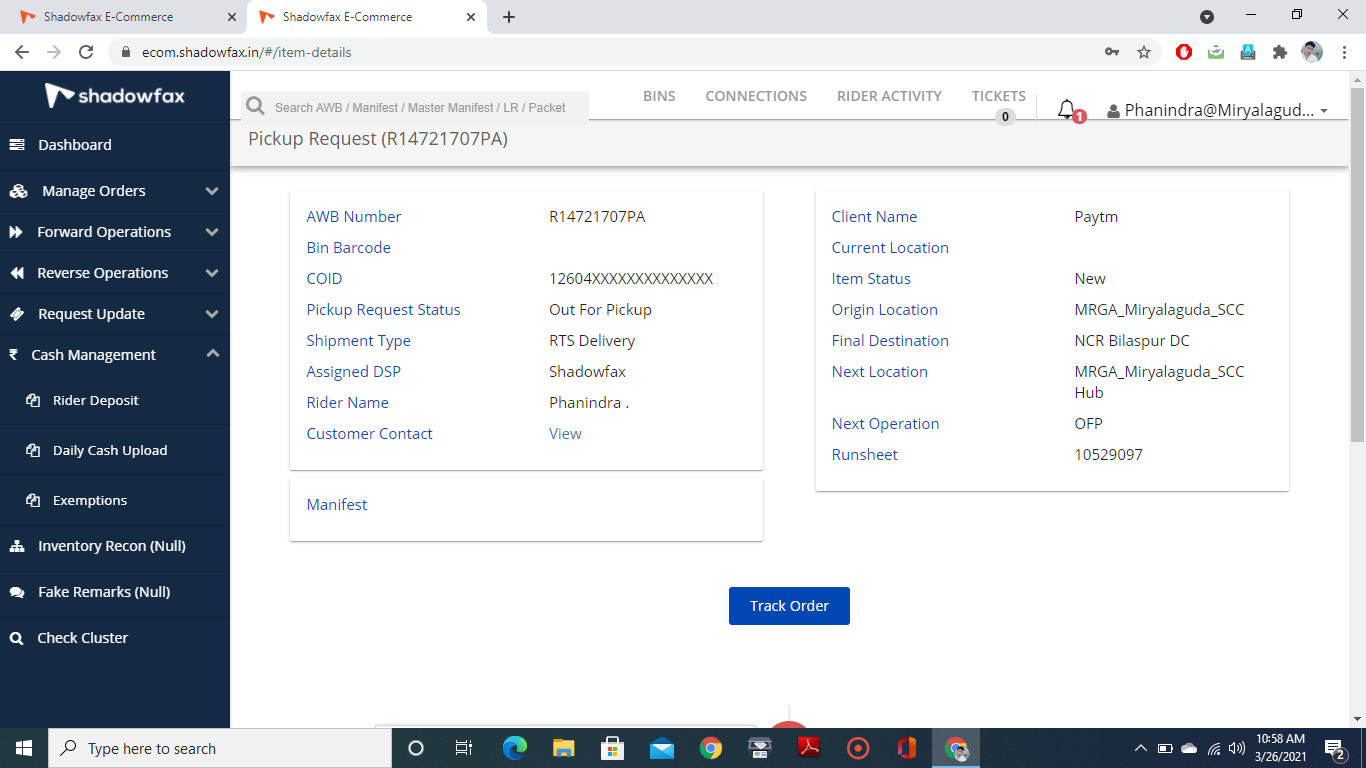 Shadowfax E-Commerce
Shadowfax E-Commerce
ecom.shadowfax.in/#/item-details
shadowfax
Search AWB / Manifest / Master Manifest / LR / Packet
BINS
CONNECTIONS
RIDER ACTIVITY
TICKETS
0
1
Phanindra@Miryalagud...
Pickup Request (R14721707PA)
Dashboard
Manage Orders
Forward Operations
Reverse Operations
Request Update
₹ Cash Management
Rider Deposit
Daily Cash Upload
Exemptions
Inventory Recon (Null)
Fake Remarks (Null)
Check Cluster
AWB Number R14721707PA
Bin Barcode
COID 12604XXXXXXXXXXXXXX
Pickup Request Status Out For Pickup
Shipment Type RTS Delivery
Assigned DSP Shadowfax
Rider Name Phanindra .
Customer Contact View
Manifest
Client Name Paytm
Current Location
Item Status New
Origin Location MRGA_Miryalaguda_SCC
Final Destination NCR Bilaspur DC
Next Location MRGA_Miryalaguda_SCC
Hub
Next Operation OFP
Runsheet 10529097
Track Order
Type here to search
10:58 AM
3/26/2021
2